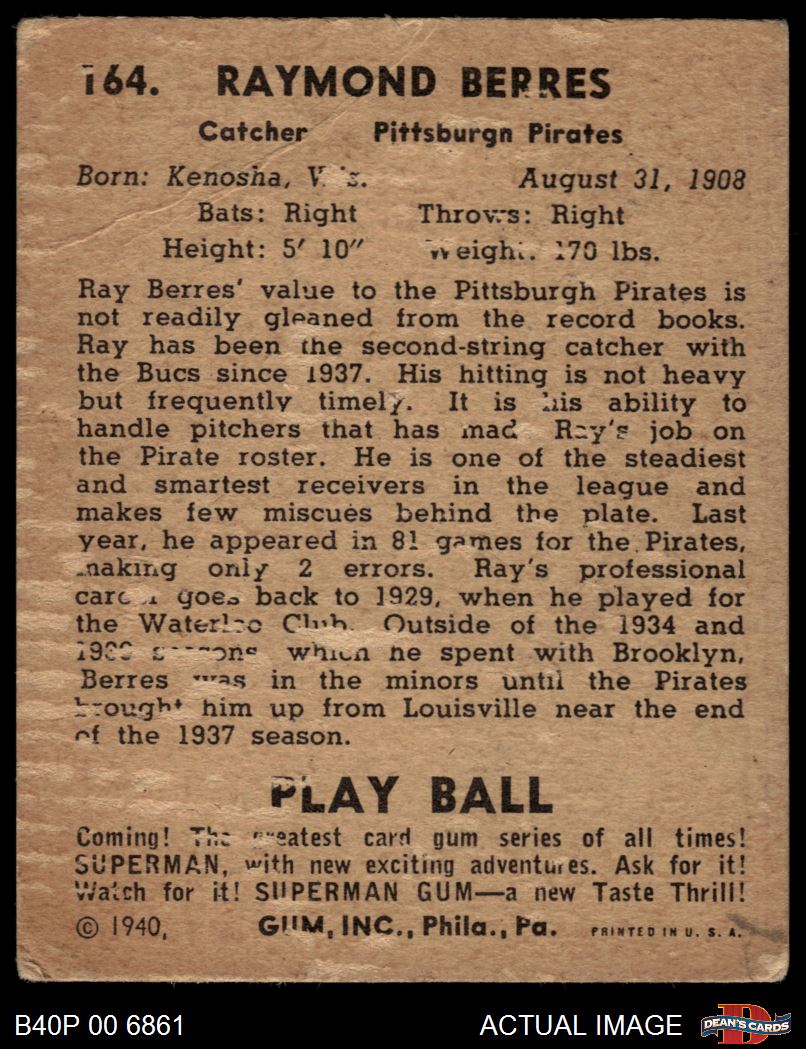 164. RAYMOND BERRES
Catcher Pittsburgh Pirates
Born: Kenosha, Wis. August 31, 1908
Bats: Right Throws: Right
Height: 5' 10" Weight: 170 lbs.
Ray Berres' value to the Pittsburgh Pirates is
not readily gleaned from the record books.
Ray has been the second-string catcher with
the Bucs since 1937. His hitting is not heavy
but frequently timely. It is his ability to
handle pitchers that has made Ray's job on
the Pirate roster. He is one of the steadiest
and smartest receivers in the league and
makes few miscues behind the plate. Last
year, he appeared in 81 games for the Pirates,
making only 2 errors. Ray's professional
career goes back to 1929, when he played for
the Waterloo Club. Outside of the 1934 and
seasons which he spent with Brooklyn,
Berres was in the minors until the Pirates
brought him up from Louisville near the end
of the 1937 season.
PLAY BALL
Coming! The greatest card gum series of all times!
SUPERMAN, with new exciting adventures. Ask for it!
Watch for it! SUPERMAN GUM—a new Taste Thrill!
© 1940, GUM, INC., Phila., Pa. PRINTED IN U. S. A.
B40P 00 6861 ACTUAL IMAGE D DEAN'S CARDS